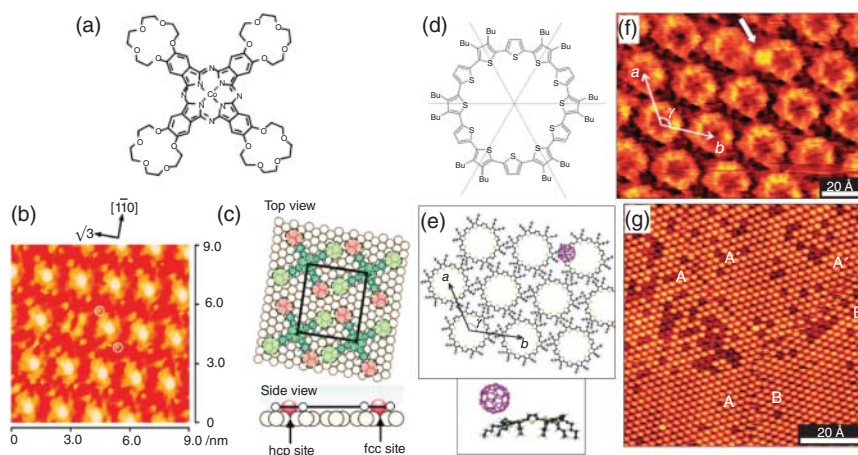 (a)
O O O O O O O O O O
O O O O O O O O O O
N N N N N N N N
Co
(b)
[11̄0]
√3
9.0
6.0
3.0
0
0 3.0 6.0 9.0 /nm
(c)
Top view
Side view
hcp site fcc site
(d)
Bu Bu Bu Bu
Bu Bu
Bu Bu
Bu Bu Bu Bu
S S S S S S S S S S S S
(e)
a
γ
b
(f)
a
γ
b
20 Å
(g)
A A A′
B
A B
20 Å